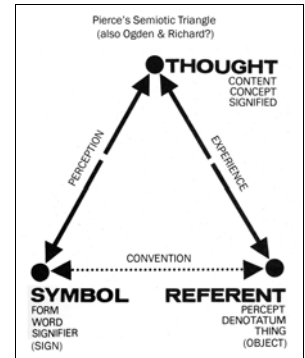 Pierce's Semiotic Triangle
(also Ogden & Richard?)
THOUGHT
CONTENT
CONCEPT
SIGNIFIED
PERCEPTION
EXPERIENCE
CONVENTION
SYMBOL
FORM
WORD
SIGNIFIER
(SIGN)
REFERENT
PERCEPT
DENOTATUM
THING
(OBJECT)